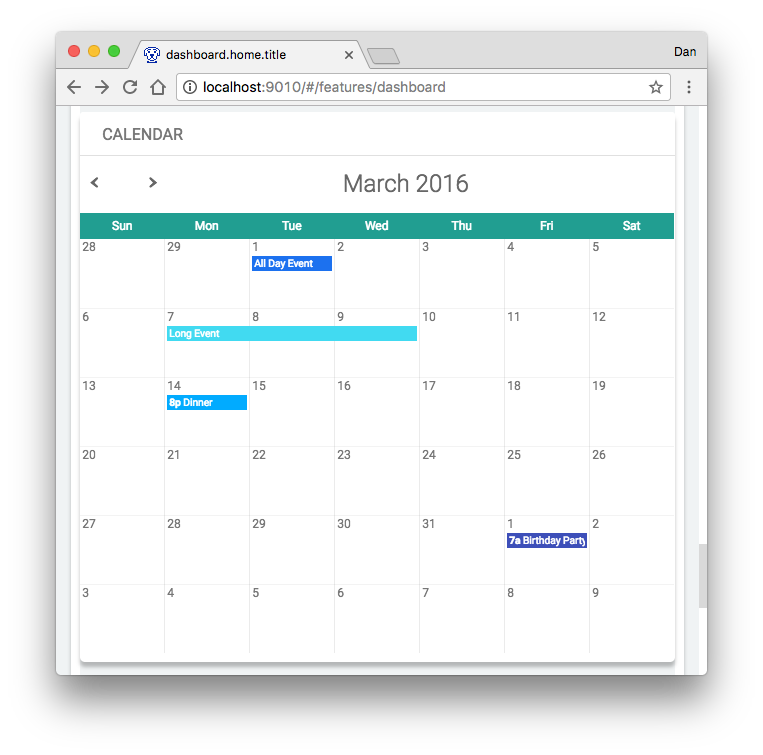 dashboard.home.title
Dan
localhost:9010/#/features/dashboard
CALENDAR
March 2016
Sun Mon Tue Wed Thu Fri Sat
28 29 1 2 3 4 5
All Day Event
6 7 8 9 10 11 12
Long Event
13 14 15 16 17 18 19
8p Dinner
20 21 22 23 24 25 26
27 28 29 30 31 1 2
7a Birthday Party
3 4 5 6 7 8 9